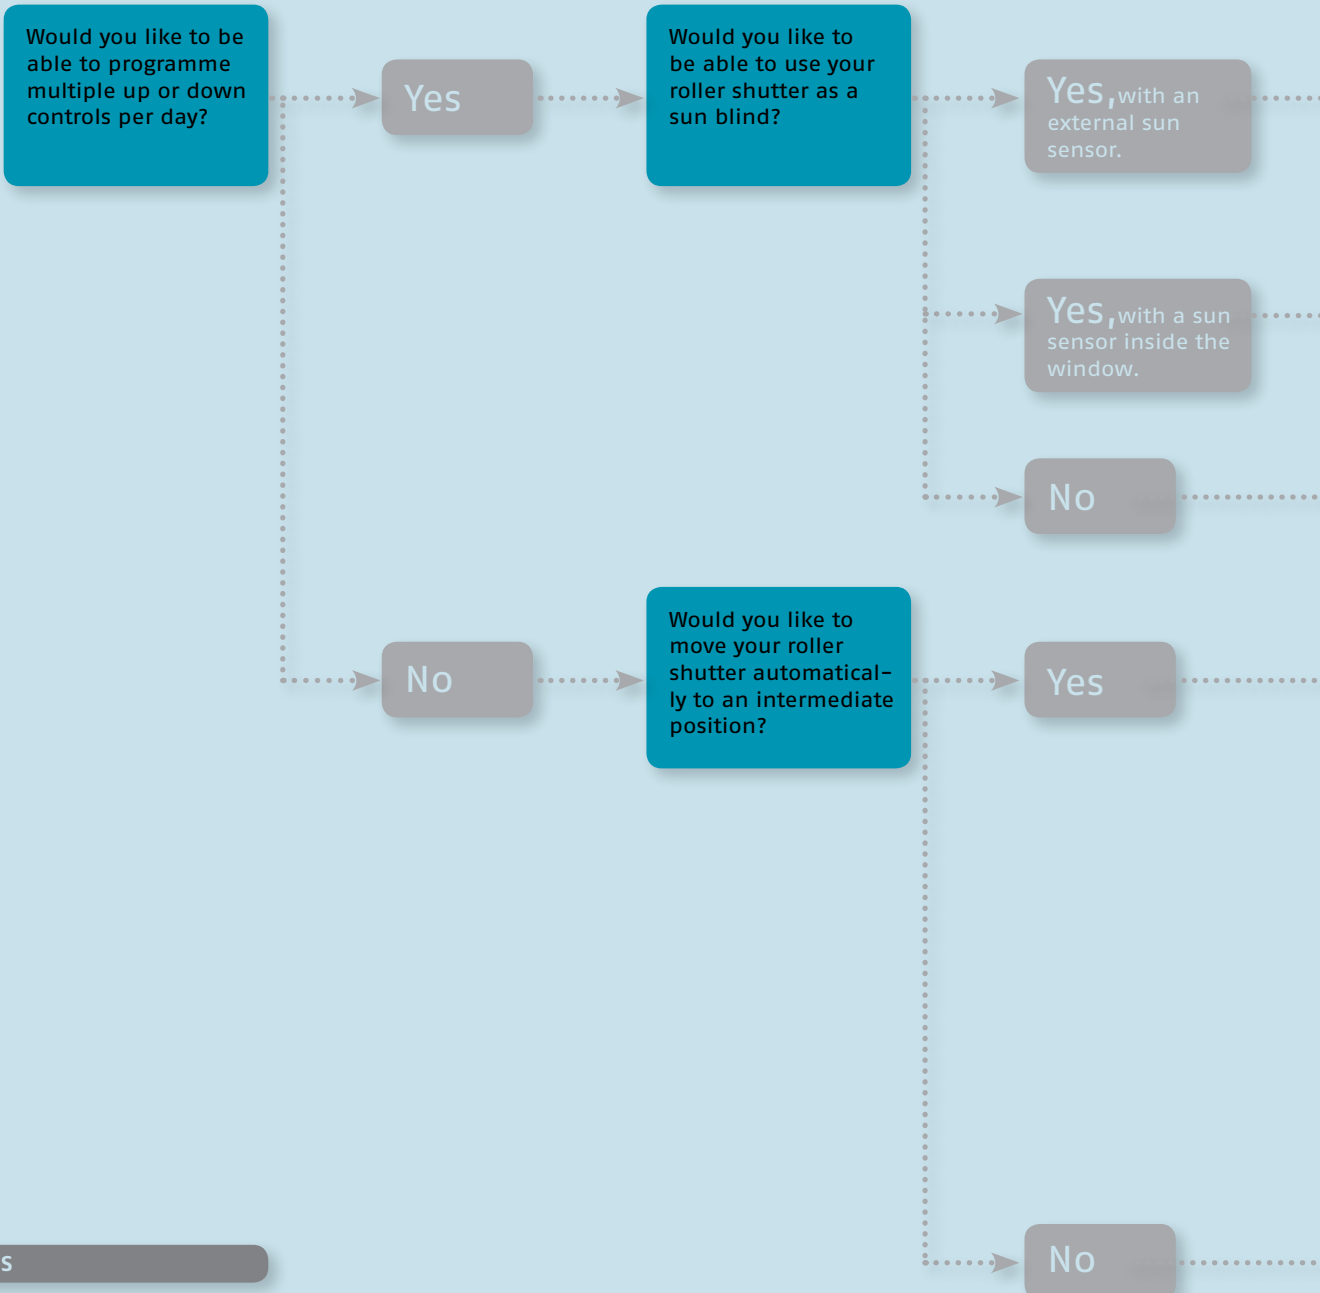 Would you like to be
able to programme
multiple up or down
controls per day?
Yes
Would you like to
be able to use your
roller shutter as a
sun blind?
Yes, with an
external sun
sensor.
Yes, with a sun
sensor inside the
window.
No
No
Would you like to
move your roller
shutter automatical-
ly to an intermediate
position?
Yes
No
s